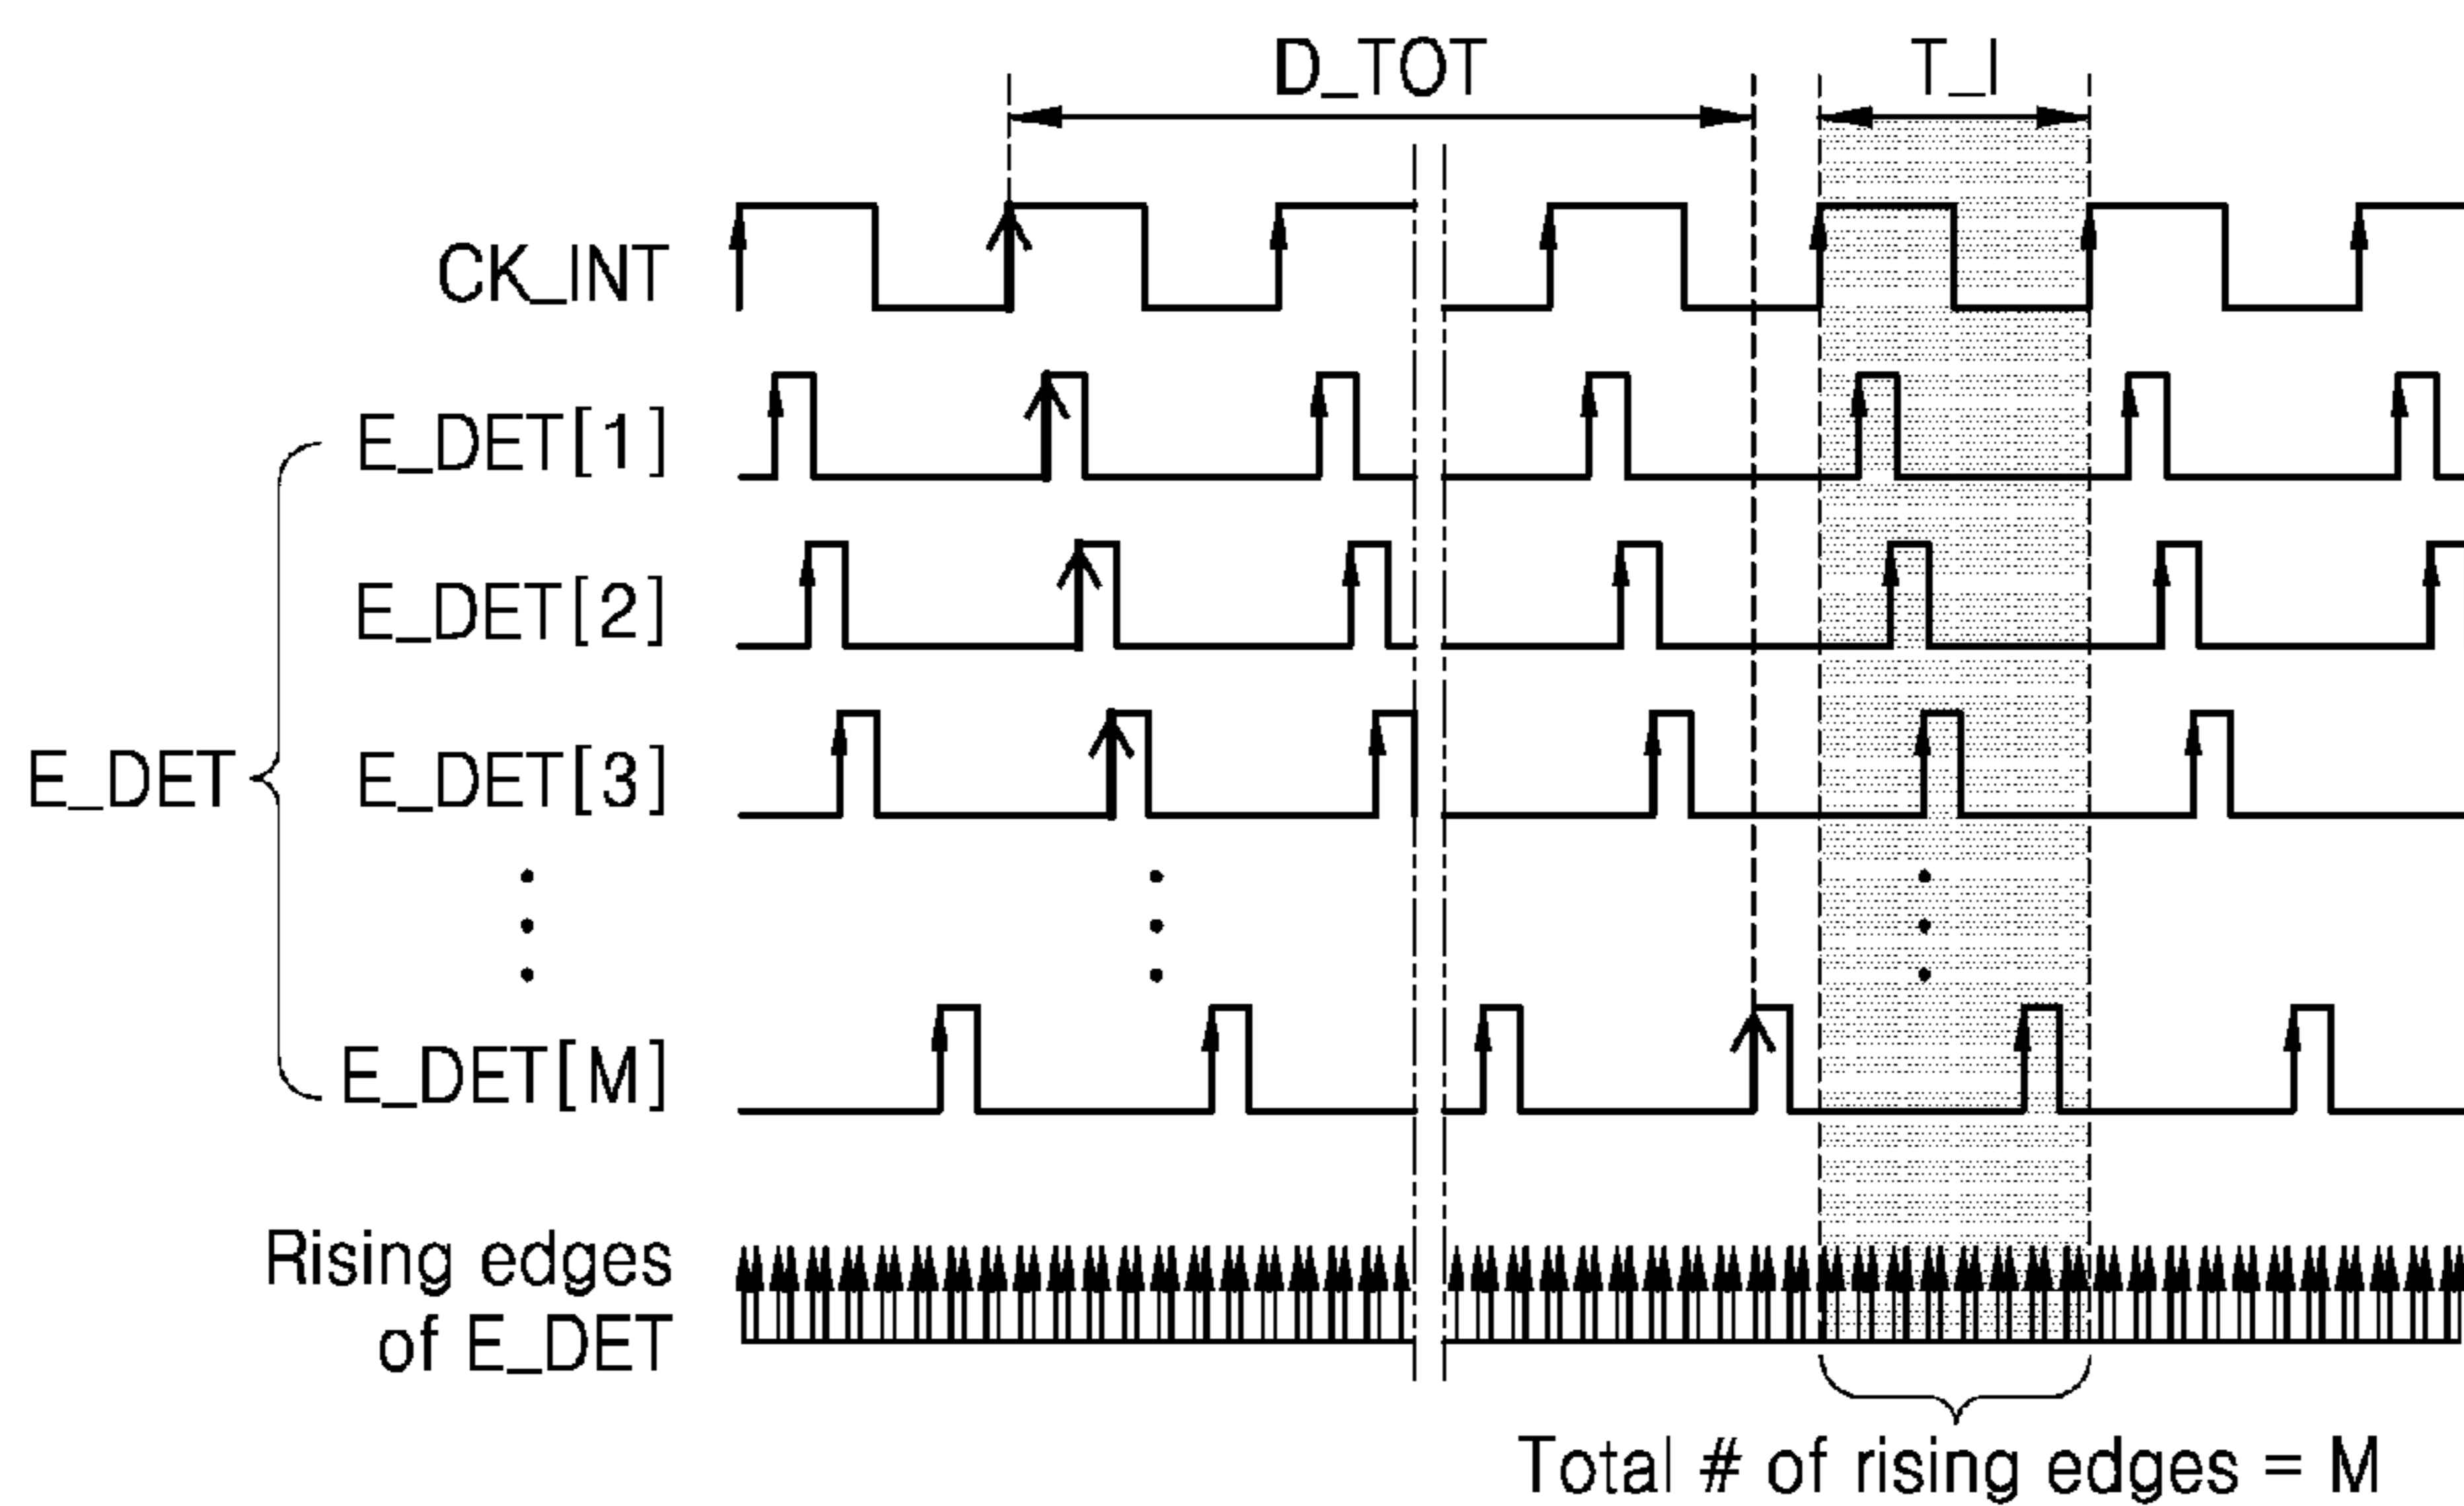 D_TOT
T_I
CK_INT
E_DET[1]
E_DET[2]
E_DET
E_DET[3]
E_DET[M]
Rising edges
of E_DET
Total # of rising edges = M